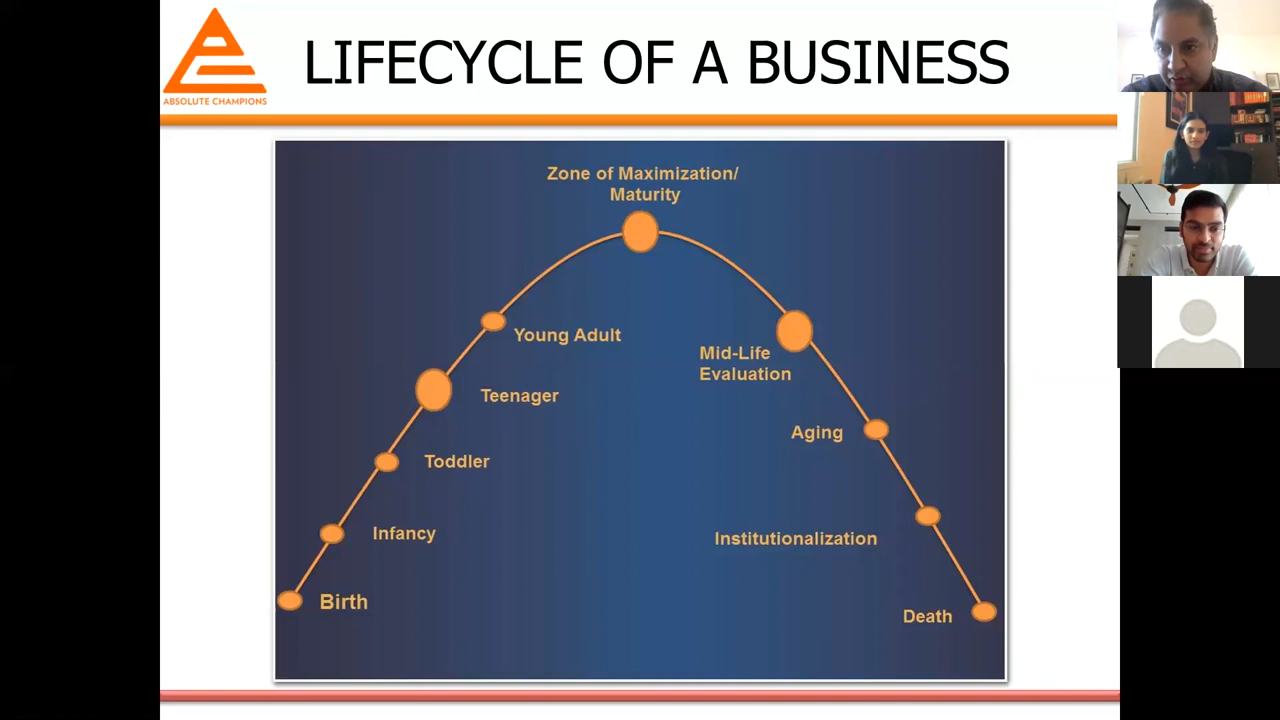 ABSOLUTE CHAMPIONS
LIFECYCLE OF A BUSINESS
Zone of Maximization/
Maturity
Young Adult
Mid-Life
Evaluation
Teenager
Aging
Toddler
Infancy
Institutionalization
Birth
Death